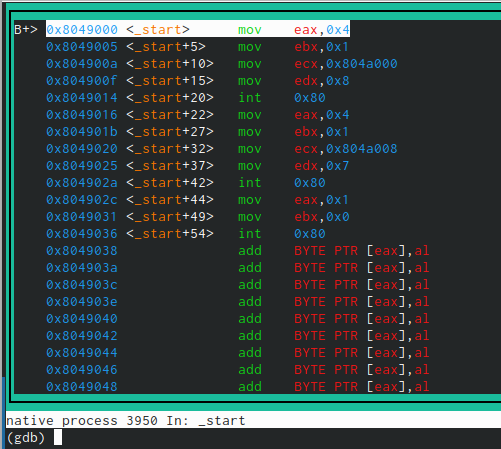 B+> 0x8049000 <_start> mov eax,0x4
0x8049005 <_start+5> mov ebx,0x1
0x804900a <_start+10> mov ecx,0x804a000
0x804900f <_start+15> mov edx,0x8
0x8049014 <_start+20> int 0x80
0x8049016 <_start+22> mov eax,0x4
0x804901b <_start+27> mov ebx,0x1
0x8049020 <_start+32> mov ecx,0x804a008
0x8049025 <_start+37> mov edx,0x7
0x804902a <_start+42> int 0x80
0x804902c <_start+44> mov eax,0x1
0x8049031 <_start+49> mov ebx,0x0
0x8049036 <_start+54> int 0x80
0x8049038 add BYTE PTR [eax],al
0x804903a add BYTE PTR [eax],al
0x804903c add BYTE PTR [eax],al
0x804903e add BYTE PTR [eax],al
0x8049040 add BYTE PTR [eax],al
0x8049042 add BYTE PTR [eax],al
0x8049044 add BYTE PTR [eax],al
0x8049046 add BYTE PTR [eax],al
0x8049048 add BYTE PTR [eax],al
native process 3950 In: _start
(gdb)